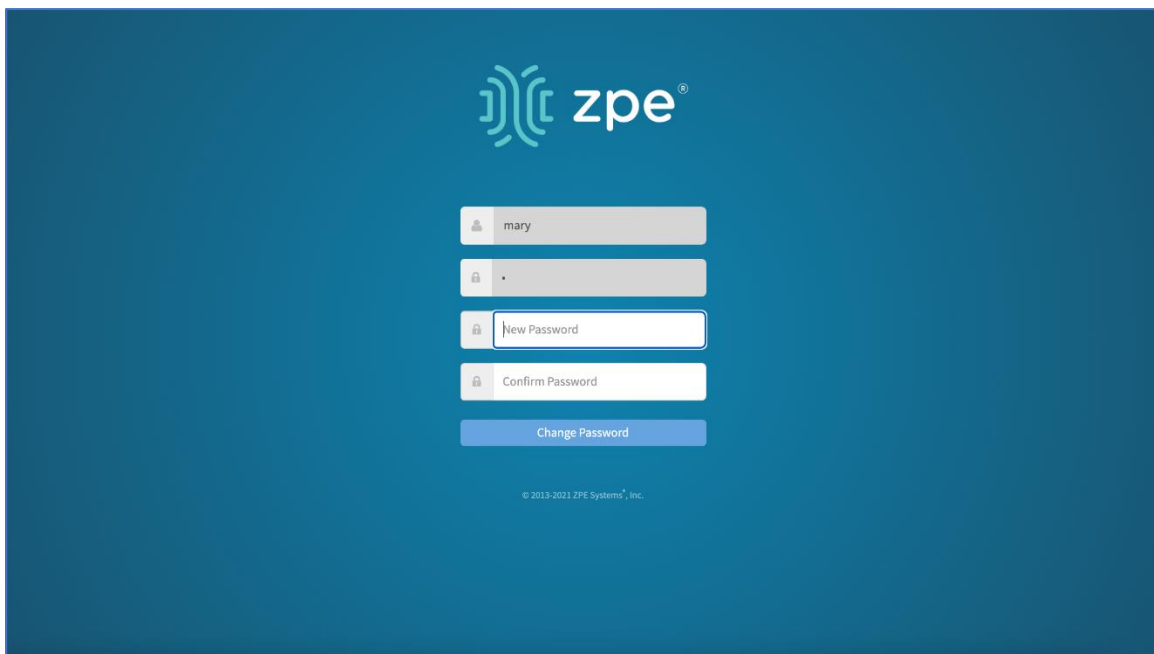 zpe®
mary
•
New Password
Confirm Password
Change Password
© 2013-2021 ZPE Systems®, Inc.